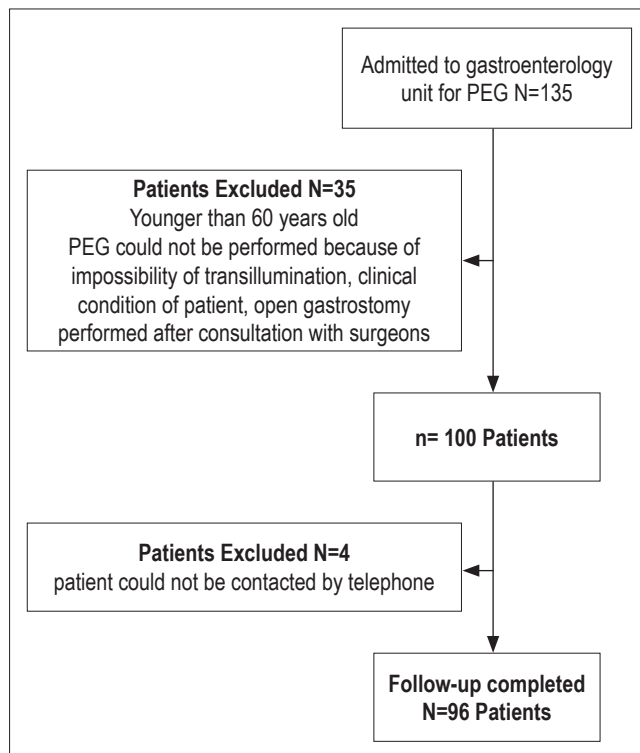 Admitted to gastroenterology
unit for PEG N=135
Patients Excluded N=35
Younger than 60 years old
PEG could not be performed because of
impossibility of transillumination, clinical
condition of patient, open gastrostomy
performed after consultation with surgeons
n= 100 Patients
Patients Excluded N=4
patient could not be contacted by telephone
Follow-up completed
N=96 Patients